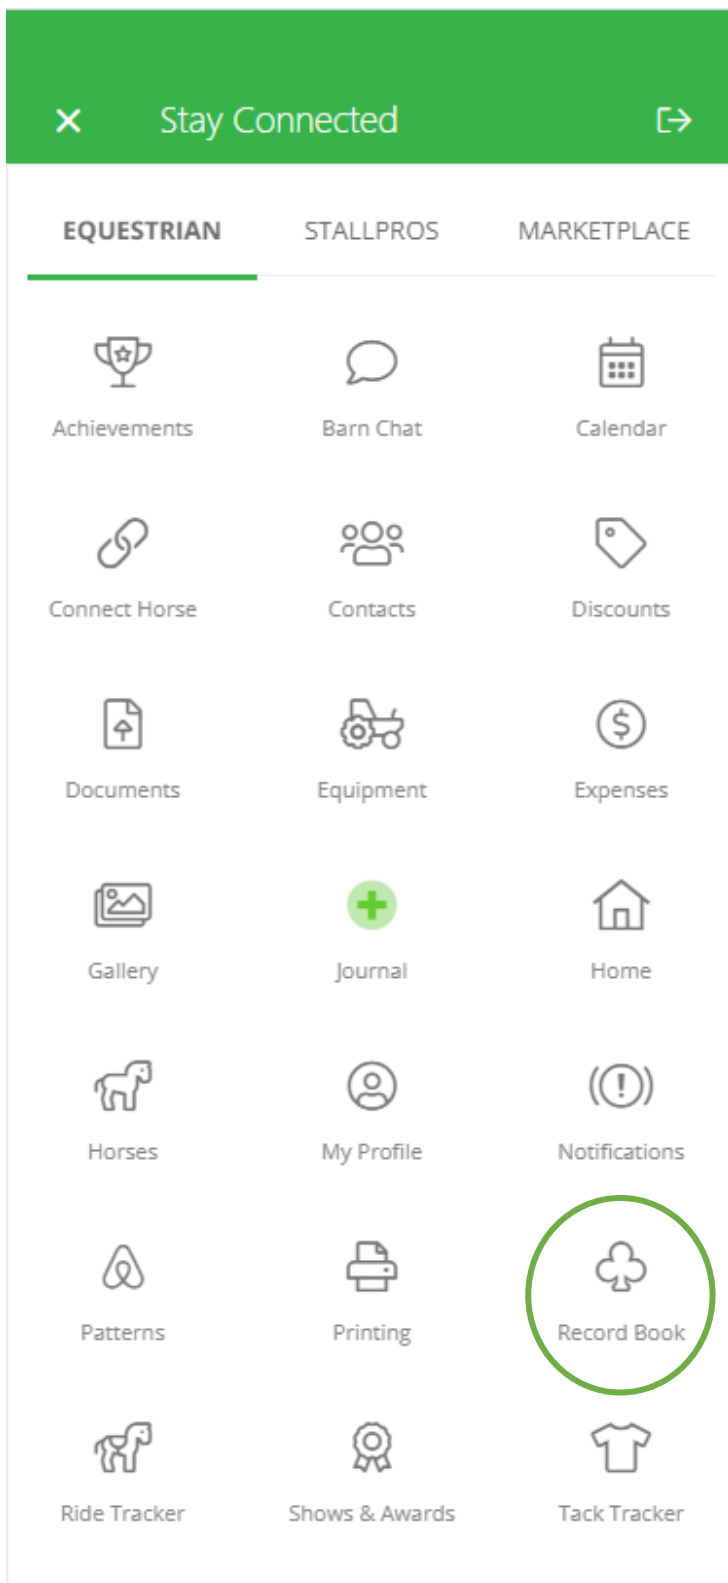 Stay Connected
EQUESTRIAN STALLPROS MARKETPLACE
Achievements Barn Chat Calendar
Connect Horse Contacts Discounts
Documents Equipment Expenses
Gallery Journal Home
Horses My Profile Notifications
Patterns Printing Record Book
Ride Tracker Shows & Awards Tack Tracker